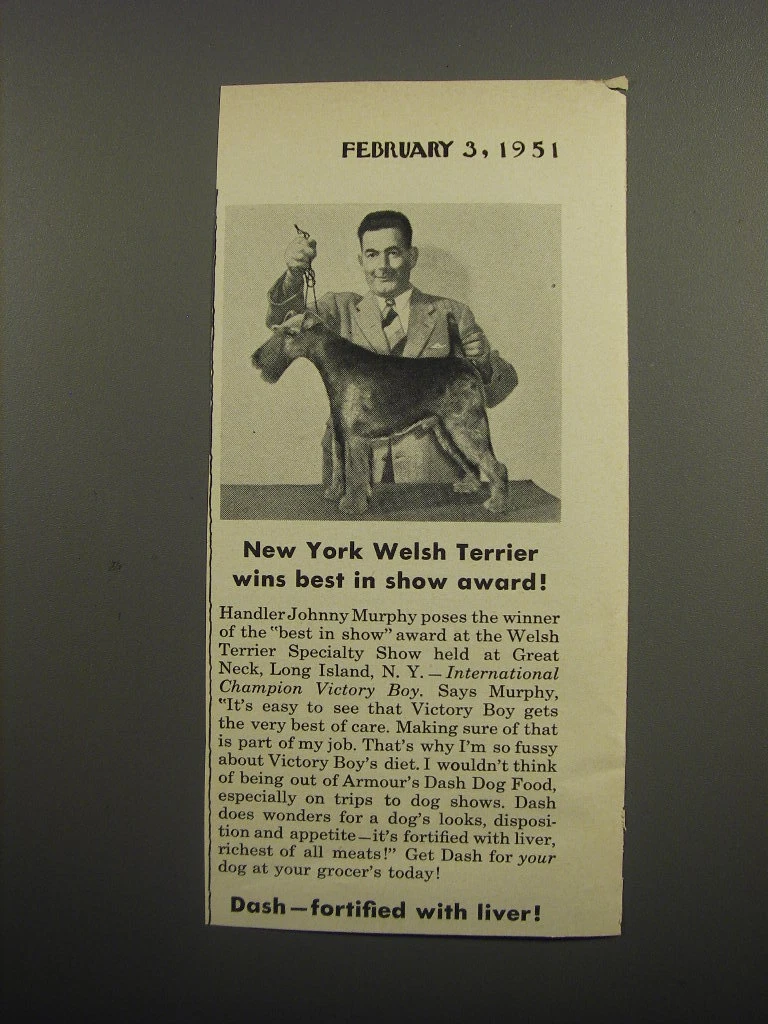 FEBRUARY 3, 1951
New York Welsh Terrier
wins best in show award!
Handler Johnny Murphy poses the winner
of the "best in show" award at the Welsh
Terrier Specialty Show held at Great
Neck, Long Island, N. Y. — International
Champion Victory Boy. Says Murphy,
"It's easy to see that Victory Boy gets
the very best of care. Making sure of that
is part of my job. That's why I'm so fussy
about Victory Boy's diet. I wouldn't think
of being out of Armour's Dash Dog Food,
especially on trips to dog shows. Dash
does wonders for a dog's looks, disposi-
tion and appetite—it's fortified with liver,
richest of all meats!" Get Dash for your
dog at your grocer's today!
Dash—fortified with liver!